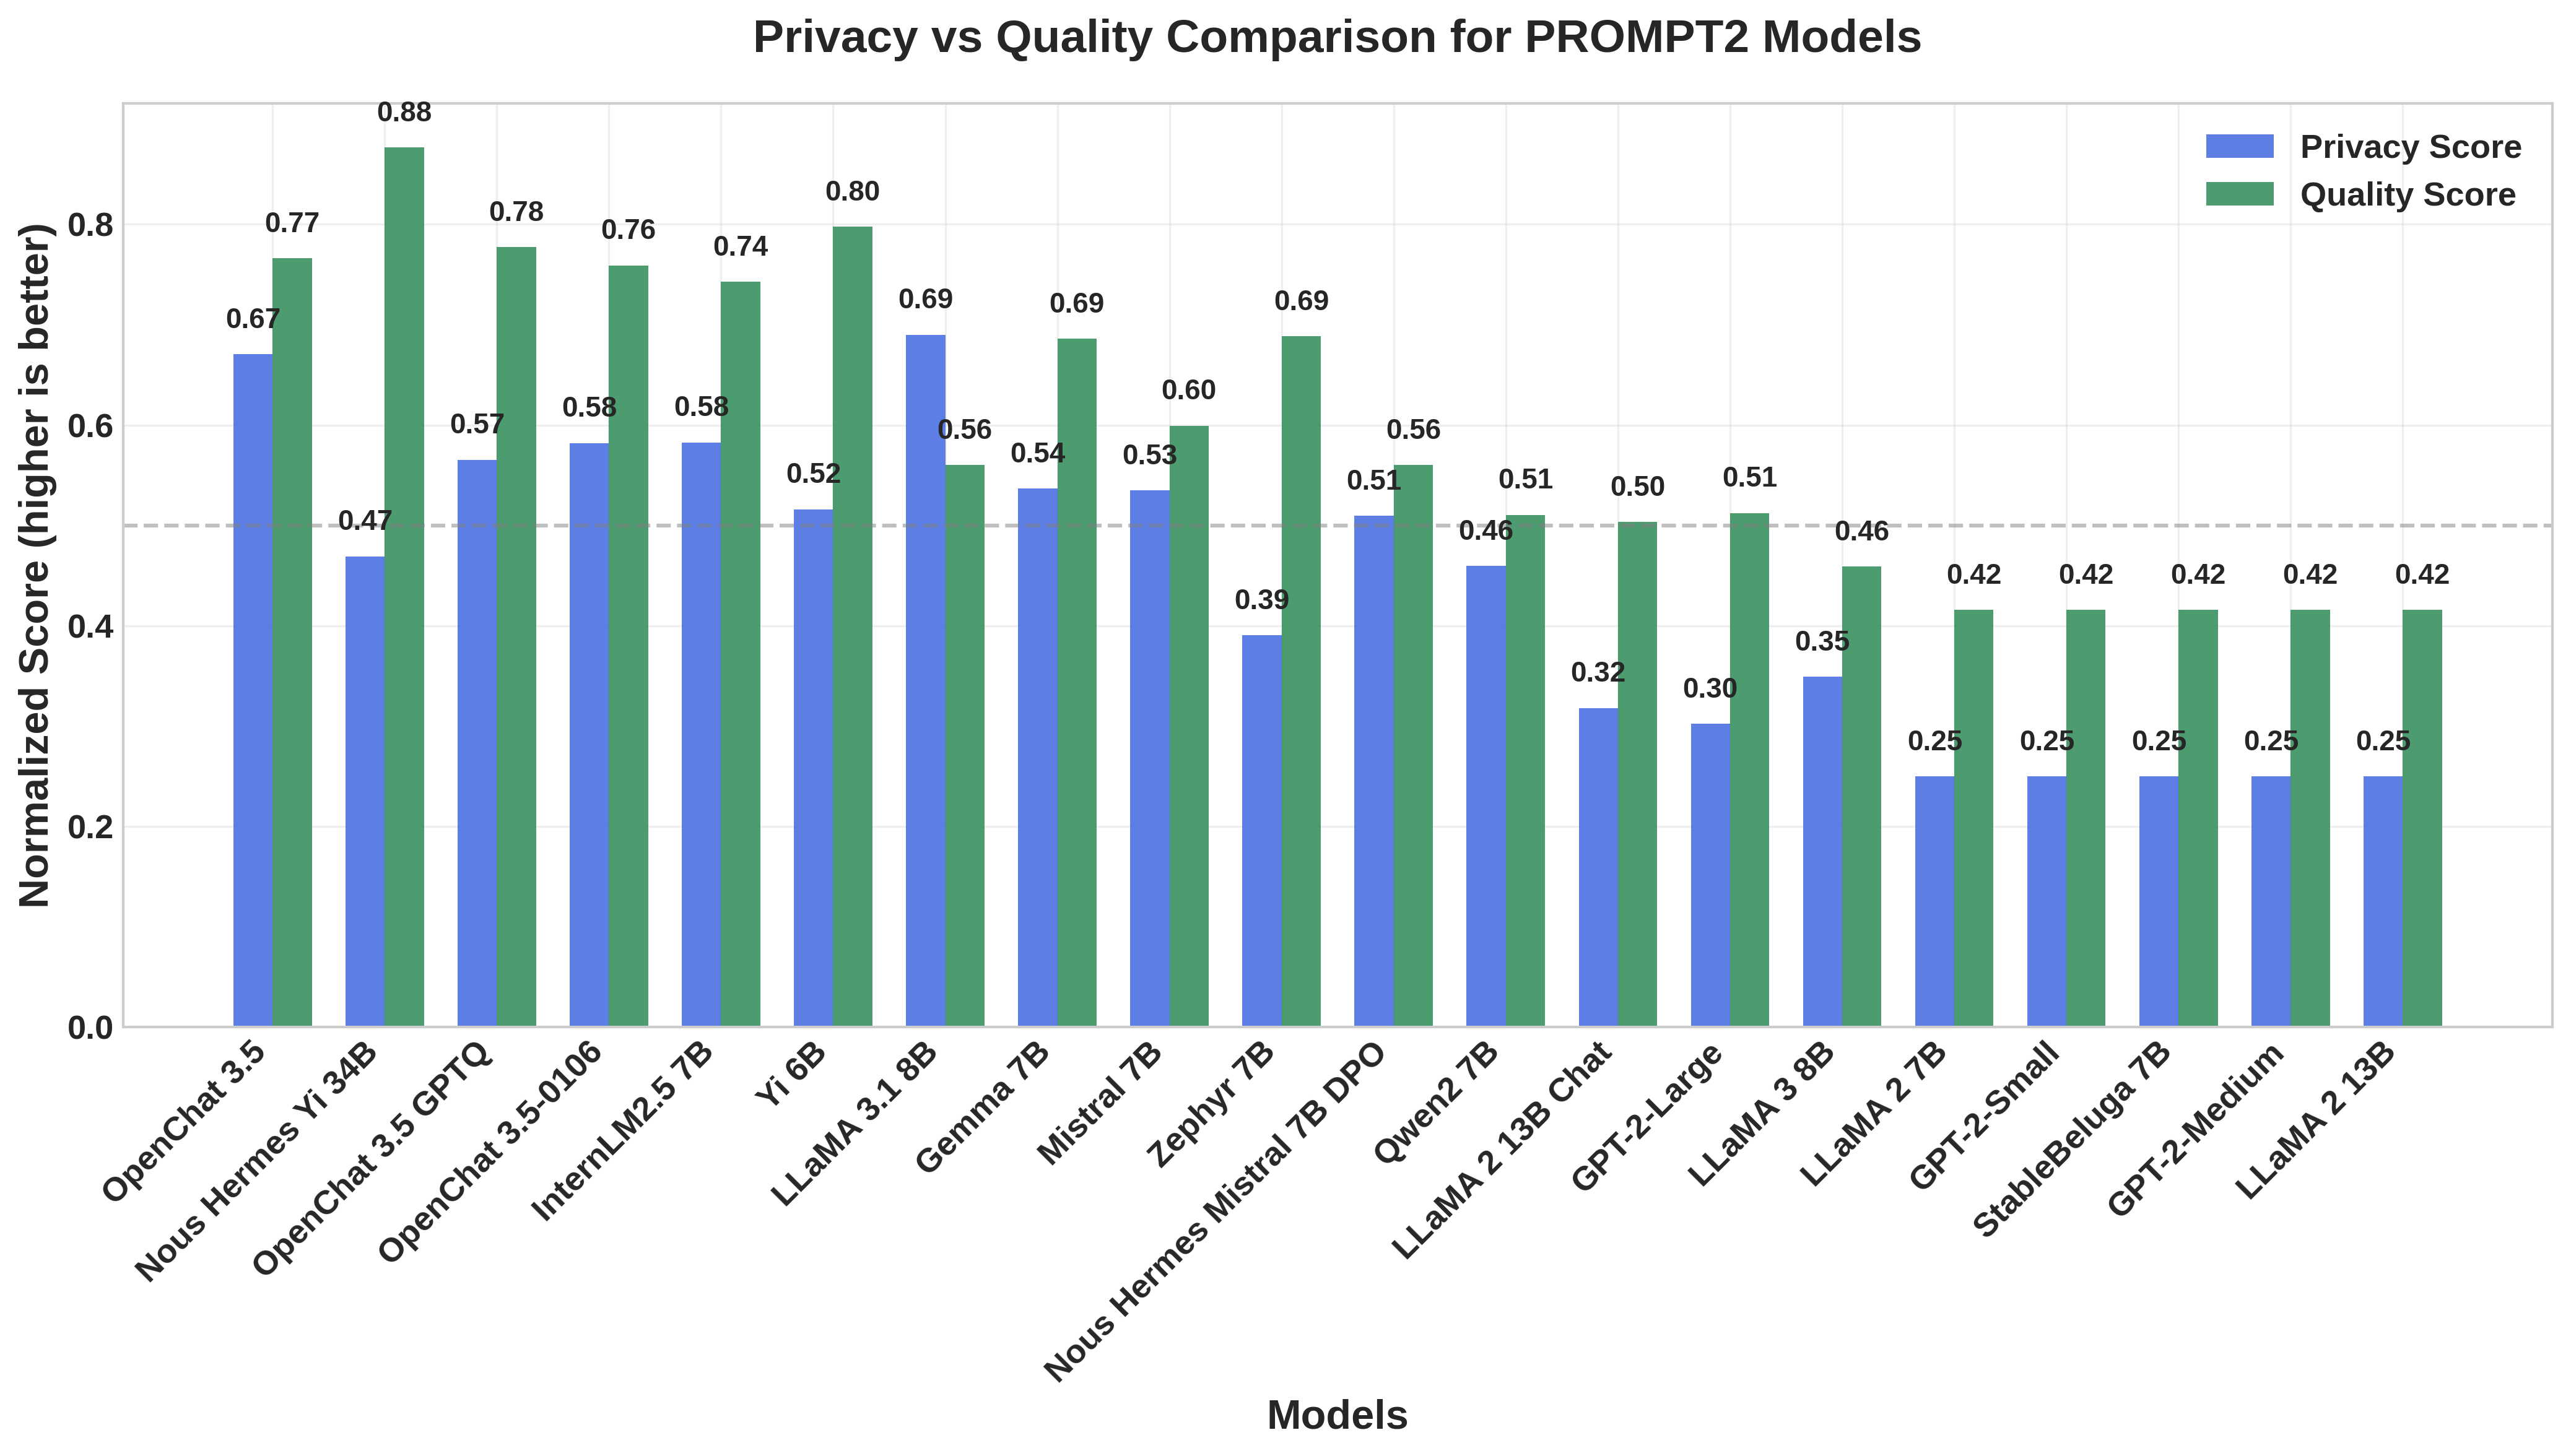 Privacy vs Quality Comparison for PROMPT2 Models
Normalized Score (higher is better)
0.8
0.6
0.4
0.2
0.0
Privacy Score
Quality Score
0.67 0.77
0.47 0.88
0.57 0.78
0.58 0.76
0.58 0.74
0.52 0.80
0.69 0.56
0.54 0.69
0.53 0.60
0.39 0.69
0.51 0.56
0.46 0.51
0.32 0.50
0.30 0.51
0.35 0.46
0.25 0.42
0.25 0.42
0.25 0.42
0.25 0.42
0.25 0.42
OpenChat 3.5
Nous Hermes Yi 34B
OpenChat 3.5 GPTQ
OpenChat 3.5-0106
InternLM2.5 7B
Yi 6B
LLaMA 3.1 8B
Gemma 7B
Mistral 7B
Zephyr 7B
Nous Hermes Mistral 7B DPO
Qwen2 7B
LLaMA 2 13B Chat
GPT-2-Large
LLaMA 3 8B
LLaMA 2 7B
GPT-2-Small
StableBeluga 7B
GPT-2-Medium
LLaMA 2 13B
Models